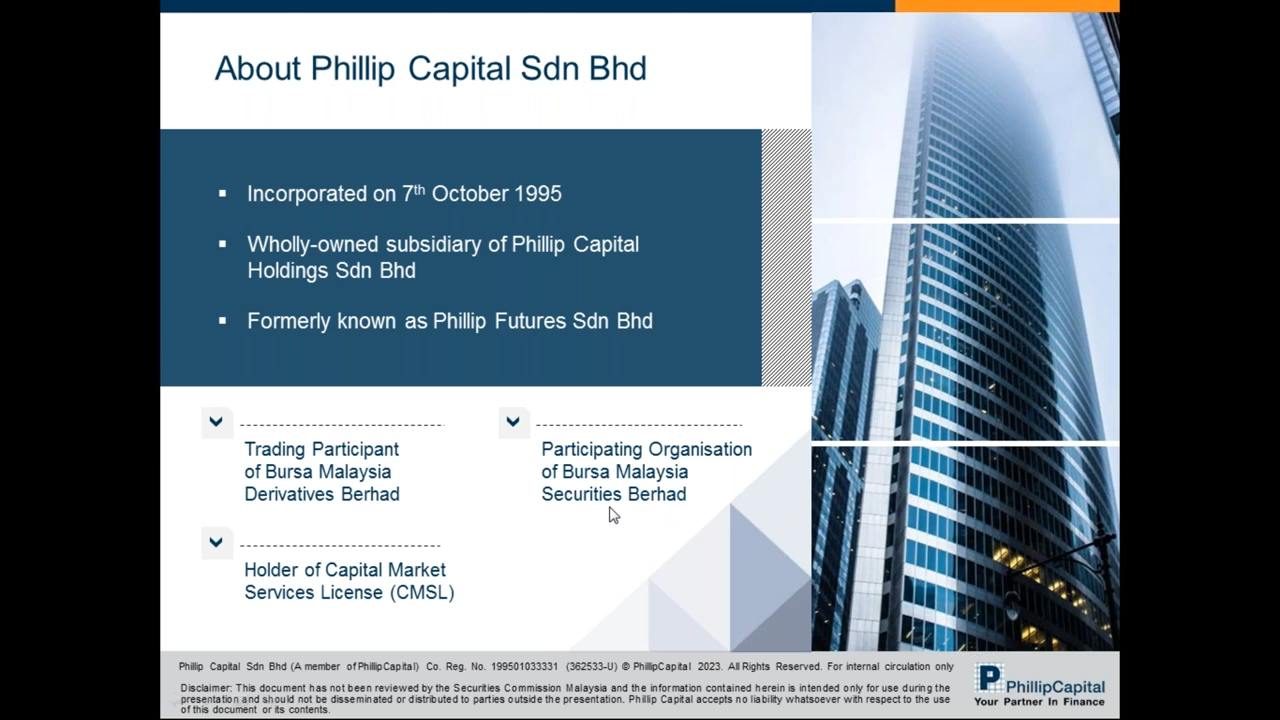 About Phillip Capital Sdn Bhd
▪ Incorporated on 7th October 1995
▪ Wholly-owned subsidiary of Phillip Capital
Holdings Sdn Bhd
▪ Formerly known as Phillip Futures Sdn Bhd
Trading Participant
of Bursa Malaysia
Derivatives Berhad
Participating Organisation
of Bursa Malaysia
Securities Berhad
Holder of Capital Market
Services License (CMSL)
Phillip Capital Sdn Bhd (A member of PhillipCapital) Co. Reg. No. 199501033331 (362533-U) © PhillipCapital 2023. All Rights Reserved. For internal circulation only
Disclaimer: This document has not been reviewed by the Securities Commission Malaysia and the information contained herein is intended only for use during the
presentation and should not be disseminated or distributed to parties outside the presentation. Phillip Capital accepts no liability whatsoever with respect to the use
of this document or its contents.
P PhillipCapital
Your Partner In Finance